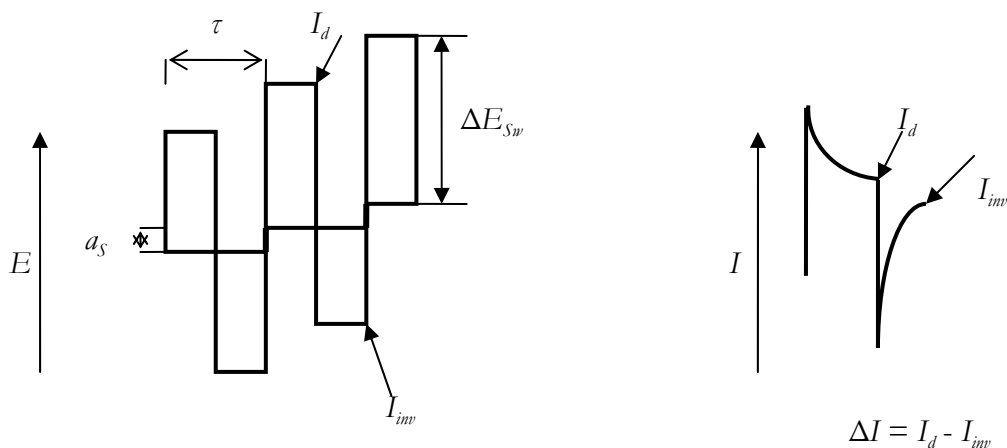 τ
I_d
ΔE_Sw
a_S
E
I_inv
I_d
I_inv
I
ΔI = I_d - I_inv